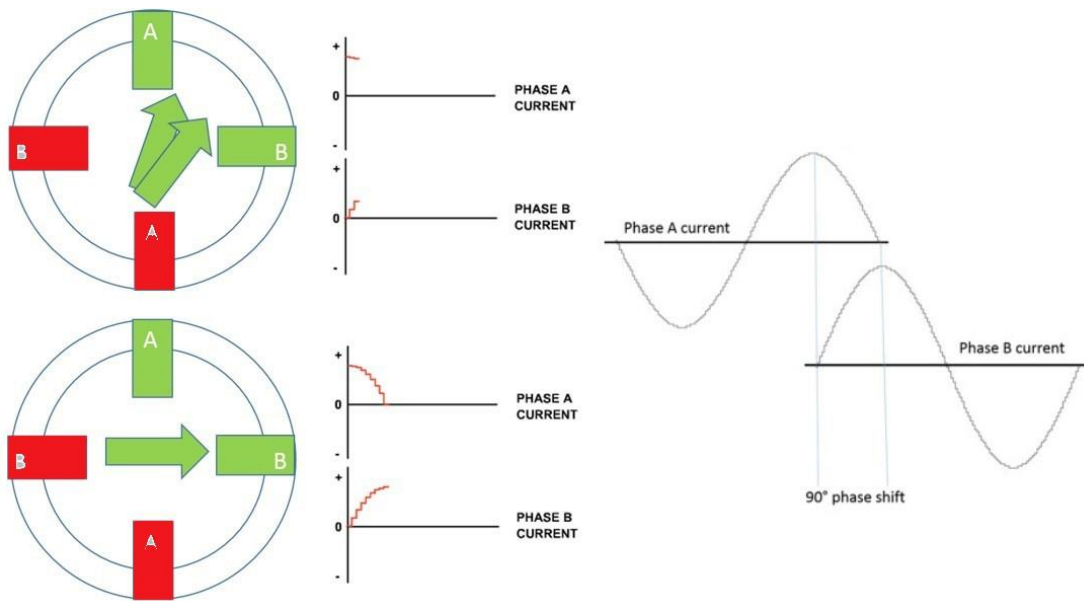 A
B
B
A
+
0
-
PHASE A
CURRENT
+
0
-
PHASE B
CURRENT
A
B
B
A
+
0
-
PHASE A
CURRENT
+
0
-
PHASE B
CURRENT
Phase A current
Phase B current
90° phase shift